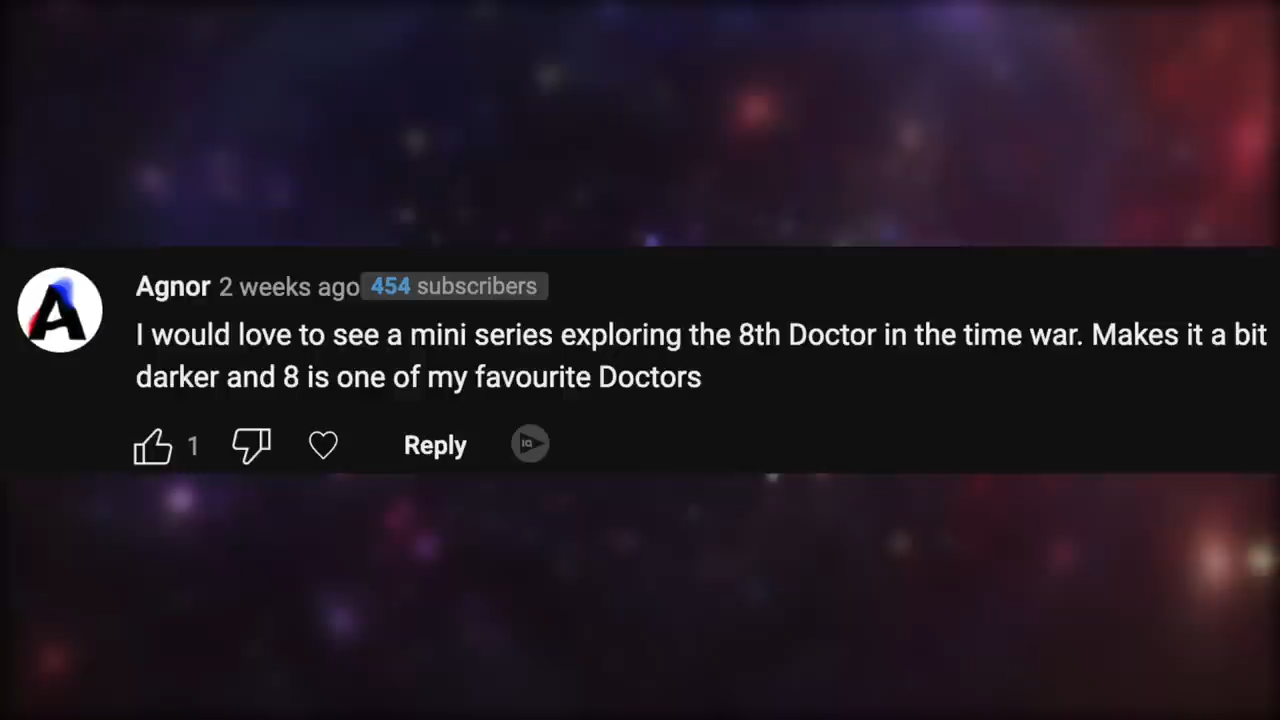 A
Agnor 2 weeks ago 454 subscribers
I would love to see a mini series exploring the 8th Doctor in the time war. Makes it a bit
darker and 8 is one of my favourite Doctors
1 Reply IQ